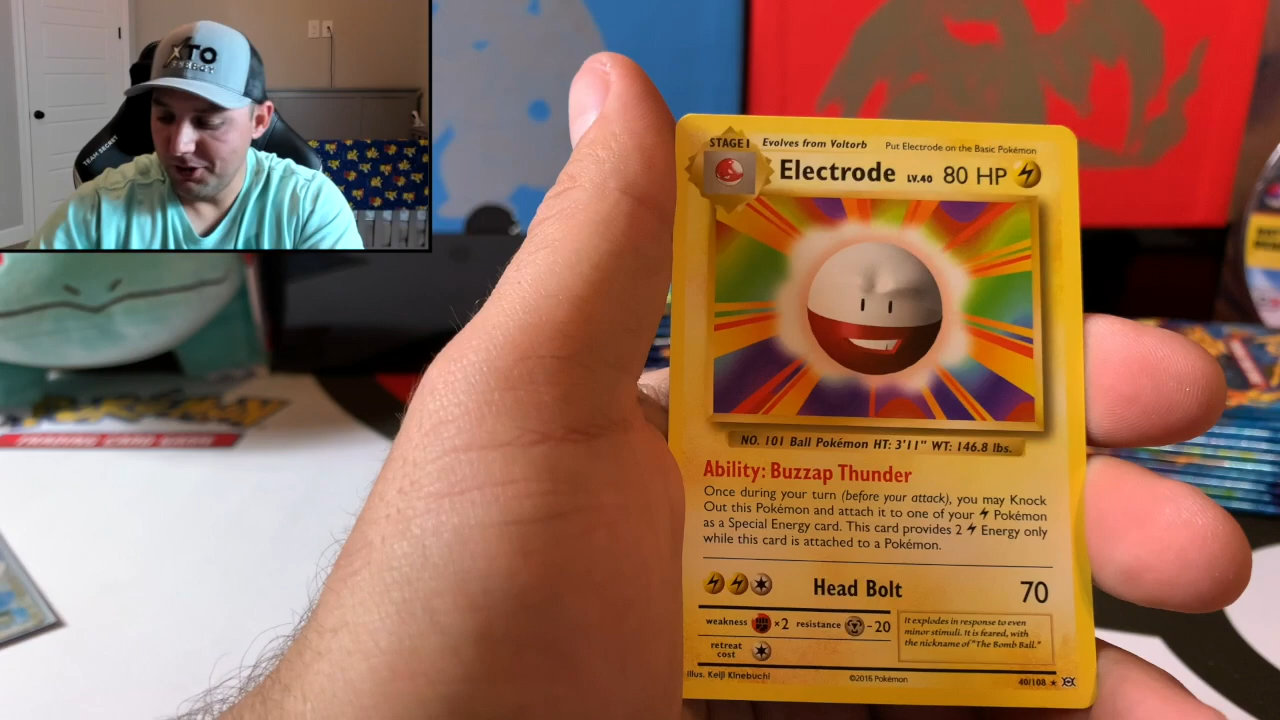 XTO
ENERGY
TEAM SECRET
TRADING CARD GAME
STAGE 1 Evolves from Voltorb Put Electrode on the Basic Pokémon
Electrode LV.40 80 HP
NO. 101 Ball Pokémon HT: 3'11" WT: 146.8 lbs.
Ability: Buzzap Thunder
Once during your turn (before your attack), you may Knock
Out this Pokémon and attach it to one of your Pokémon
as a Special Energy card. This card provides 2 Energy only
while this card is attached to a Pokémon.
Head Bolt 70
weakness ×2 resistance -20
It explodes in response to even
minor stimuli. It is feared, with
the nickname of "The Bomb Ball."
retreat
cost
Illus. Keiji Kinebuchi ©2016 Pokémon 40/108 ★